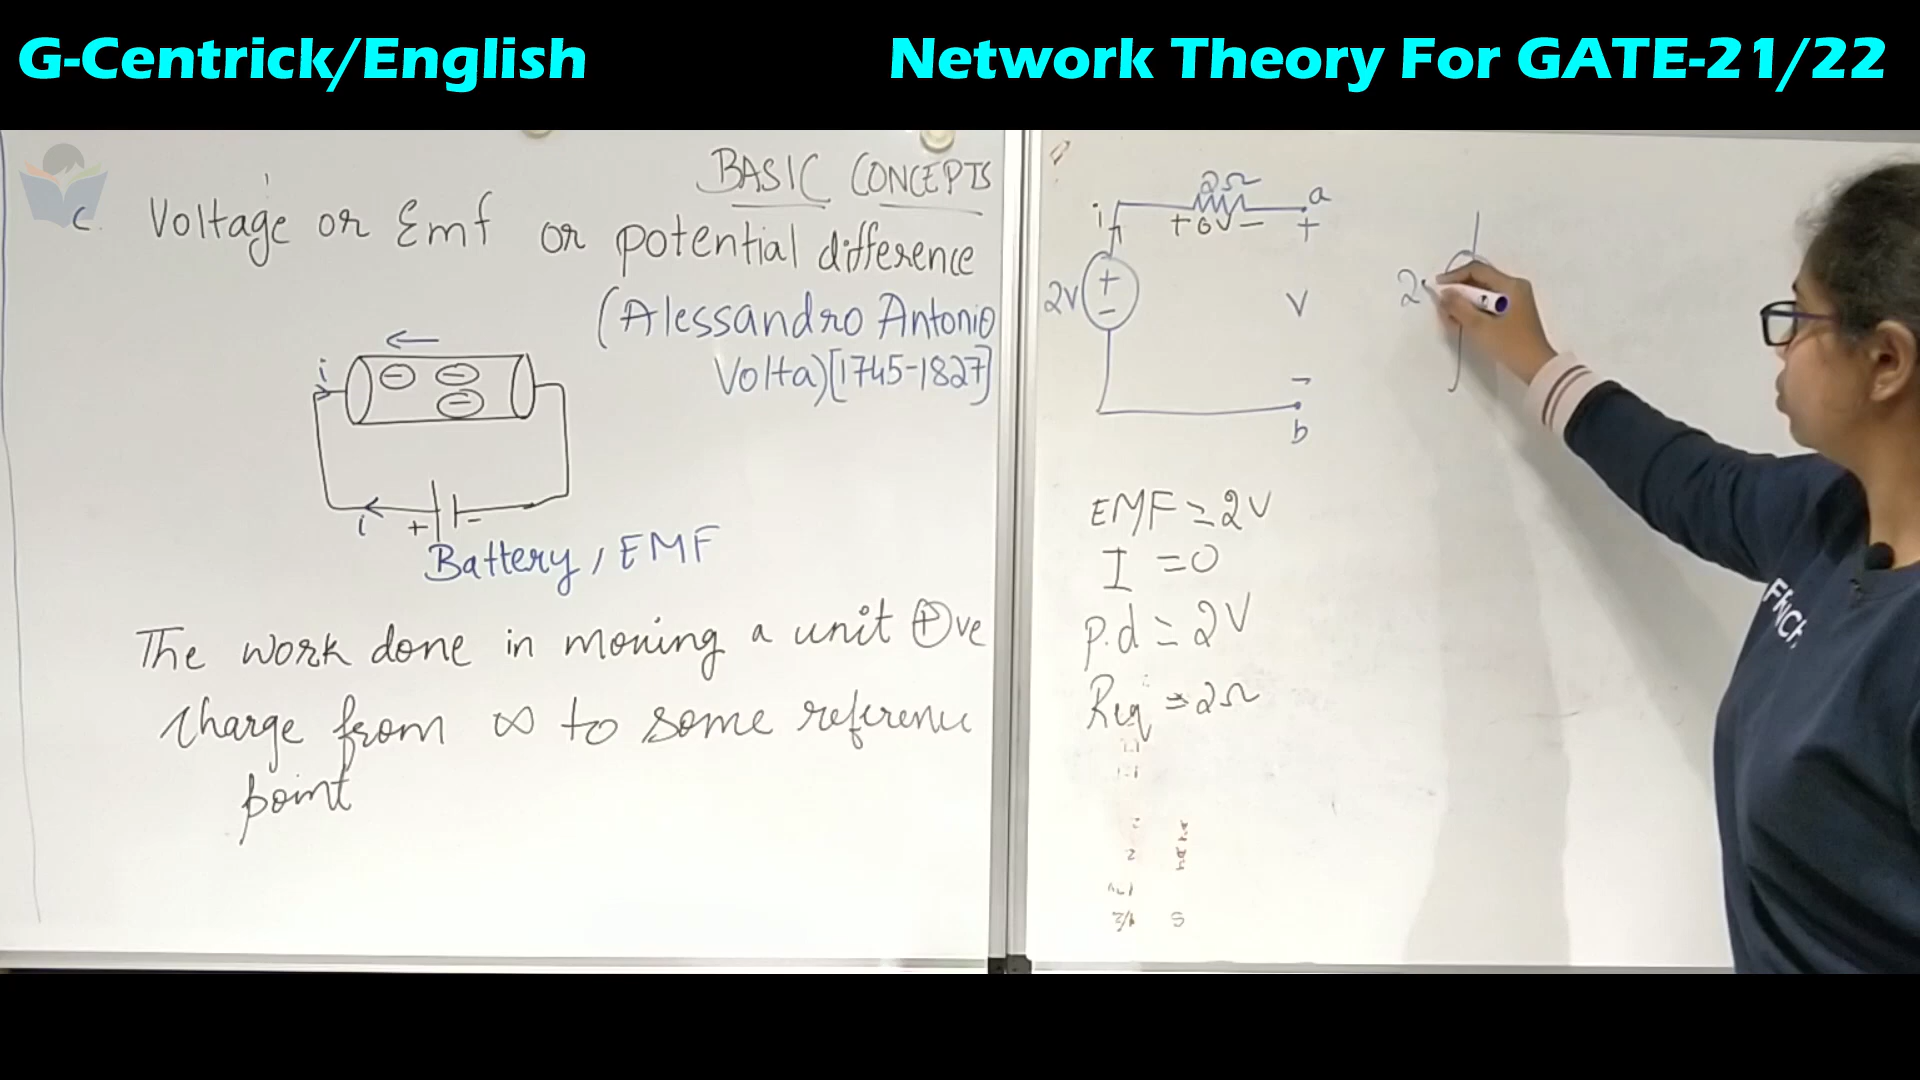 G-Centrick/English
Network Theory For GATE-21/22
BASIC CONCEPTS
c. Voltage or Emf or potential difference
(Alessandro Antonio
Volta)[1745-1827]
i
i
+ -
Battery, EMF
The work done in moving a unit +ve
charge from ∞ to some reference
point
2Ω
a
i
+ 0V -
+
2V
+
-
V
-
b
EMF = 2V
I = 0
p.d = 2V
Req = 2Ω